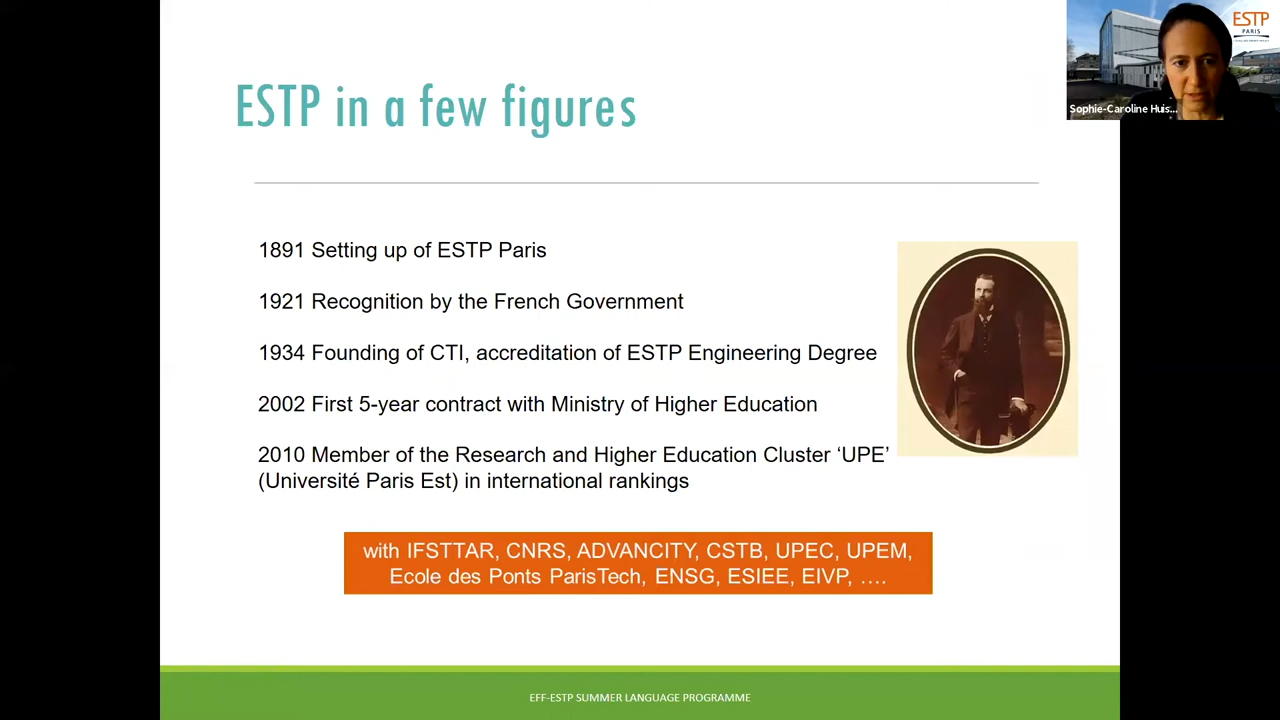 ESTP in a few figures
ESTP
PARIS
Sophie-Caroline Huis...
1891 Setting up of ESTP Paris
1921 Recognition by the French Government
1934 Founding of CTI, accreditation of ESTP Engineering Degree
2002 First 5-year contract with Ministry of Higher Education
2010 Member of the Research and Higher Education Cluster ‘UPE’
(Université Paris Est) in international rankings
with IFSTTAR, CNRS, ADVANCITY, CSTB, UPEC, UPEM,
Ecole des Ponts ParisTech, ENSG, ESIEE, EIVP, ....
EFF-ESTP SUMMER LANGUAGE PROGRAMME